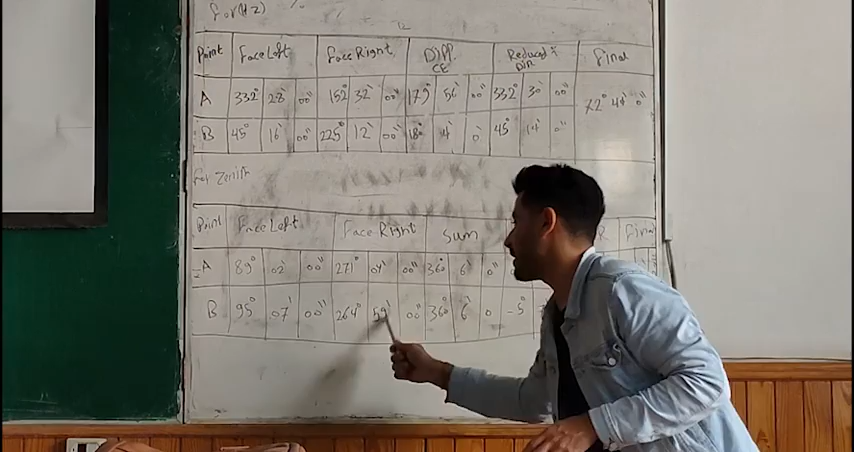 for (Hz)
Point Face Left Face Right Diff. CE Reduced DIR Final
A 332° 28' 00" 152° 32' 00" 179° 56' 00" 332° 30' 00" 72° 44' 0"
B 45° 16' 00" 225° 12' 00" 180° 4' 0" 45° 14' 0"
for Zenith
Point Face Left Face Right Sum R Final
A 89° 02' 00" 271° 04' 00" 360° 6' 0"
B 95° 07' 00" 264° 59' 00" 360° 6' 0 -5°